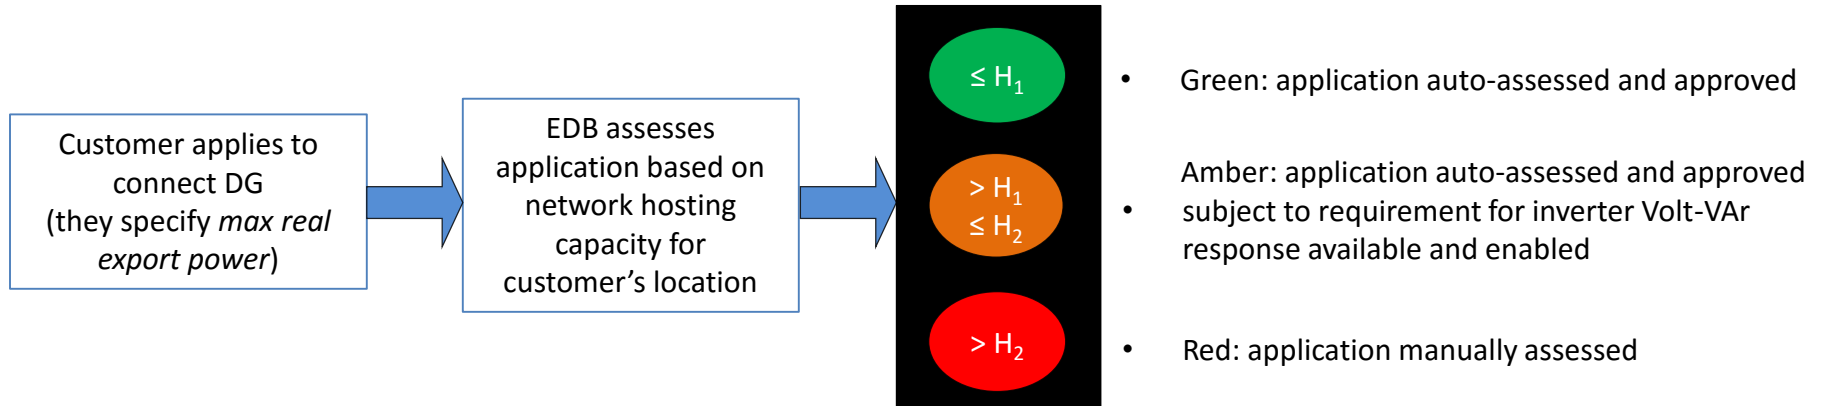 Customer applies to
connect DG
(they specify max real
export power)
EDB assesses
application based on
network hosting
capacity for
customer’s location
≤ H₁
> H₁
≤ H₂
> H₂
• Green: application auto-assessed and approved
Amber: application auto-assessed and approved
• subject to requirement for inverter Volt-VAr
response available and enabled
• Red: application manually assessed